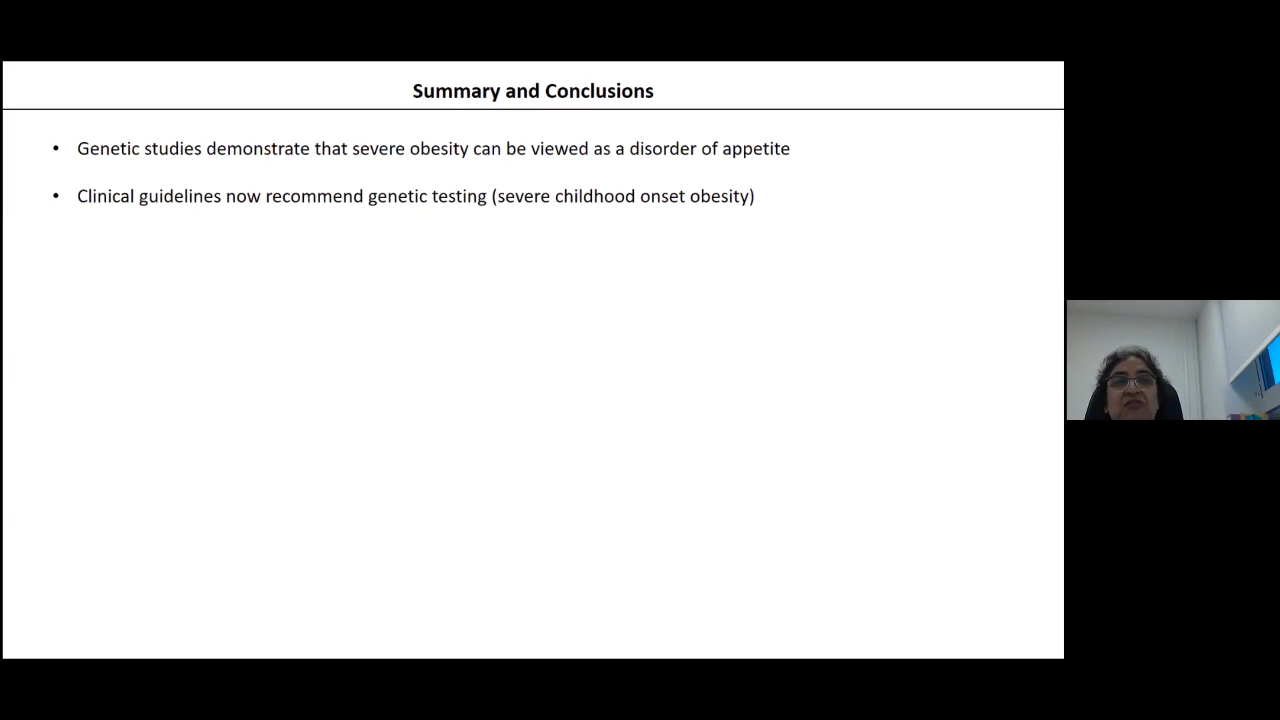 Summary and Conclusions
• Genetic studies demonstrate that severe obesity can be viewed as a disorder of appetite
• Clinical guidelines now recommend genetic testing (severe childhood onset obesity)